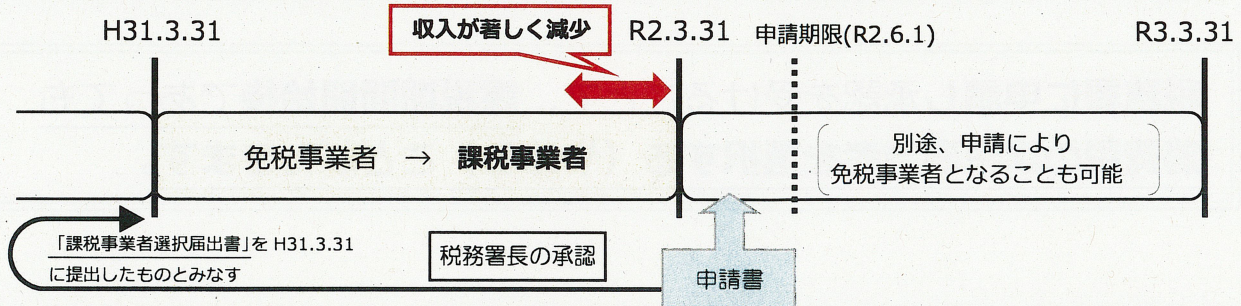 H31.3.31
収入が著しく減少
R2.3.31
申請期限(R2.6.1)
R3.3.31
免税事業者 → 課税事業者
別途、申請により
免税事業者となることも可能
「課税事業者選択届出書」を H31.3.31
に提出したものとみなす
税務署長の承認
申請書